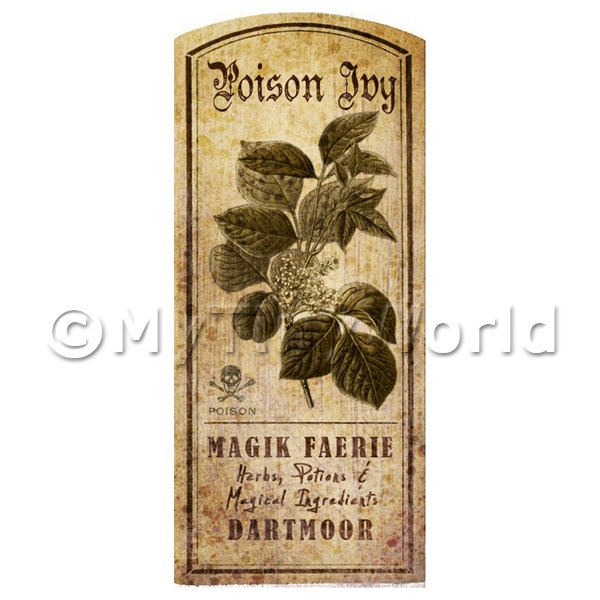 Poison Ivy
©MyTinyWorld
POISON
MAGIK FAERIE
Herbs, Potions &
Magical Ingredients
DARTMOOR